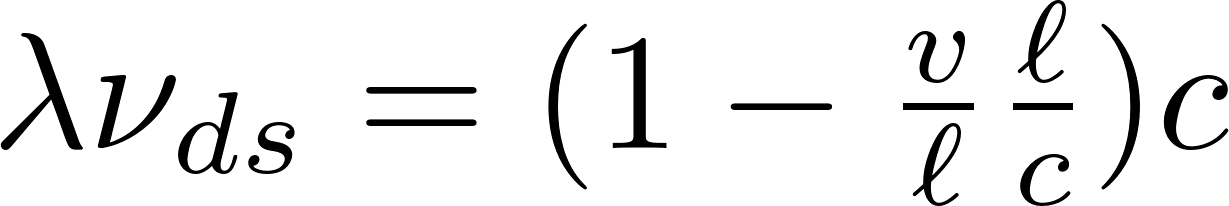 λν_{ds} = (1 − \frac{v}{ℓ} \frac{ℓ}{c})c